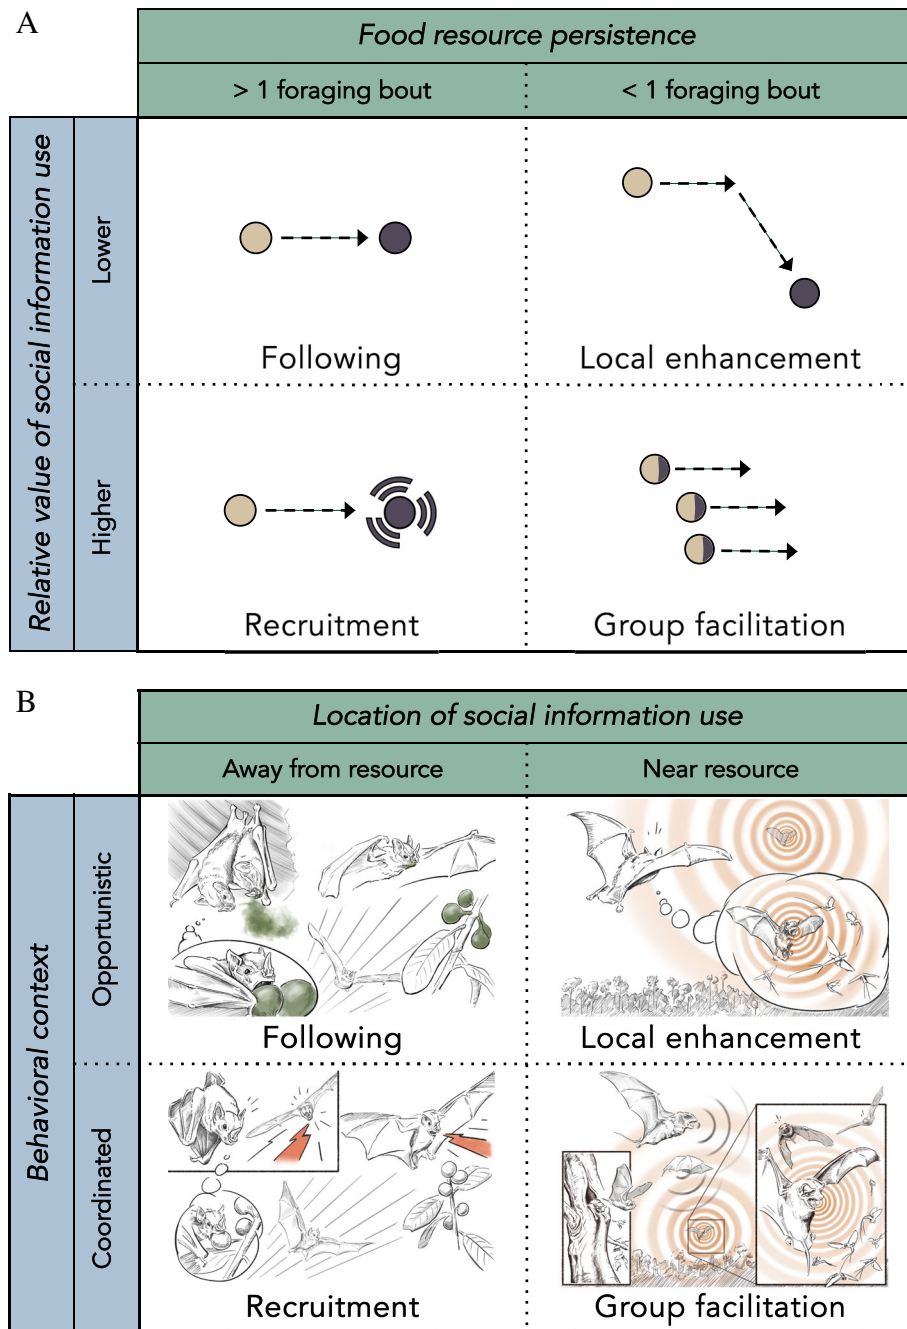 A
Food resource persistence
> 1 foraging bout
< 1 foraging bout
Relative value of social information use
Lower
Following
Local enhancement
Higher
Recruitment
Group facilitation
B
Location of social information use
Away from resource
Near resource
Behavioral context
Opportunistic
Following
Local enhancement
Coordinated
Recruitment
Group facilitation